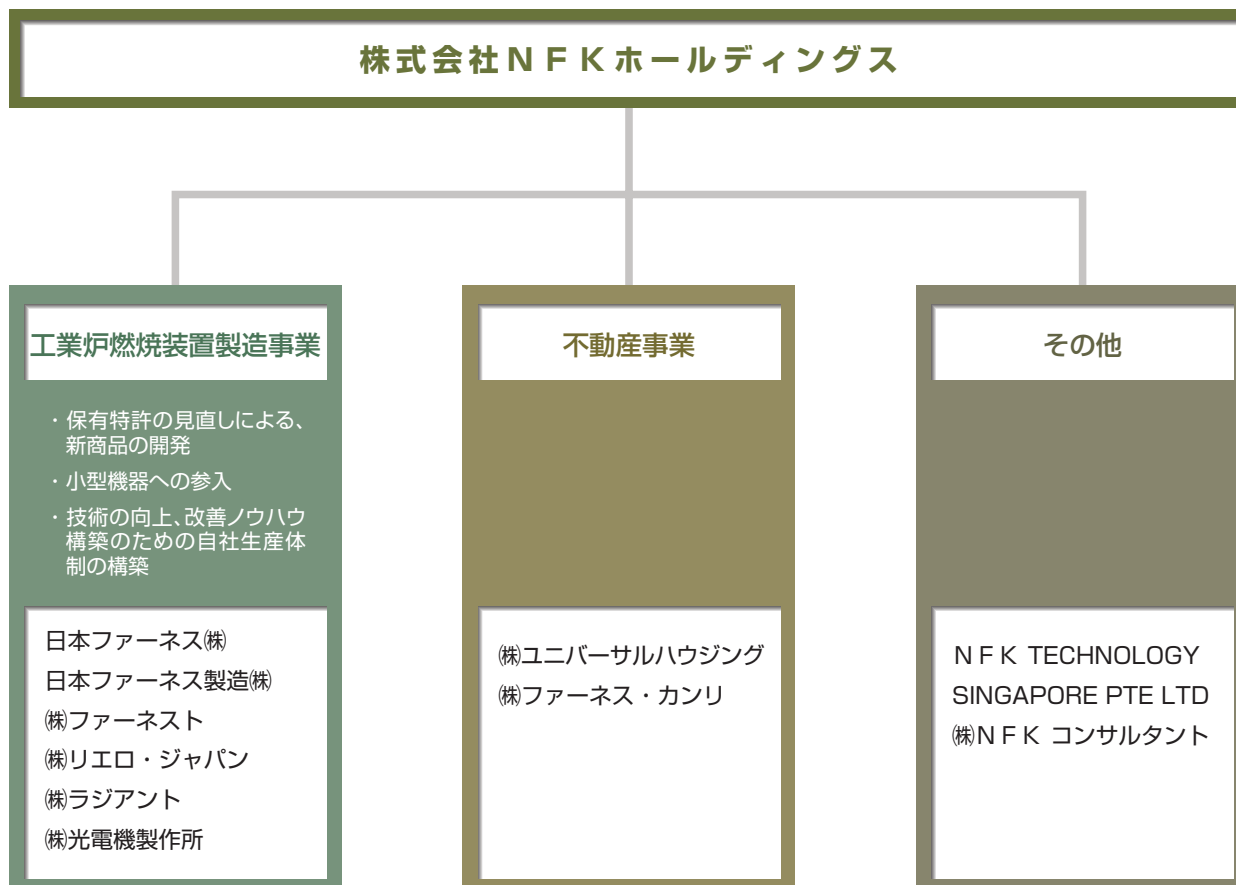 株式会社ＮＦＫホールディングス
工業炉燃焼装置製造事業
・保有特許の見直しによる、
新商品の開発
・小型機器への参入
・技術の向上、改善ノウハウ
構築のための自社生産体
制の構築
日本ファーネス㈱
日本ファーネス製造㈱
㈱ファーネスト
㈱リエロ・ジャパン
㈱ラジアント
㈱光電機製作所
不動産事業
㈱ユニバーサルハウジング
㈱ファーネス・カンリ
その他
ＮＦＫ TECHNOLOGY
SINGAPORE PTE LTD
㈱ＮＦＫ コンサルタント